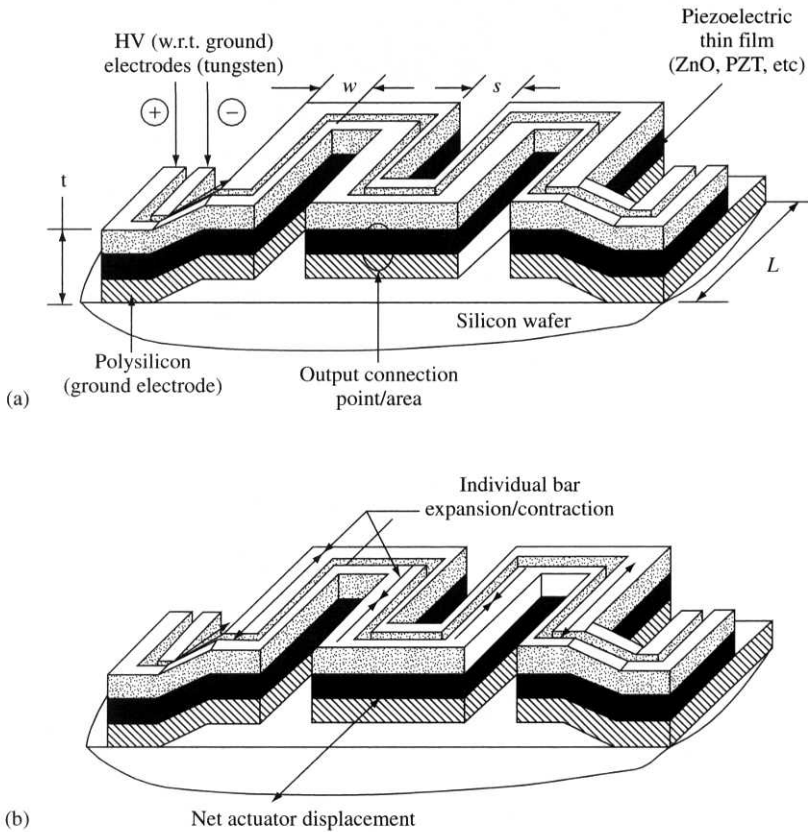 HV (w.r.t. ground)
electrodes (tungsten)
+
−
w
s
Piezoelectric
thin film
(ZnO, PZT, etc)
t
L
Silicon wafer
Polysilicon
(ground electrode)
Output connection
point/area
(a)
Individual bar
expansion/contraction
Net actuator displacement
(b)